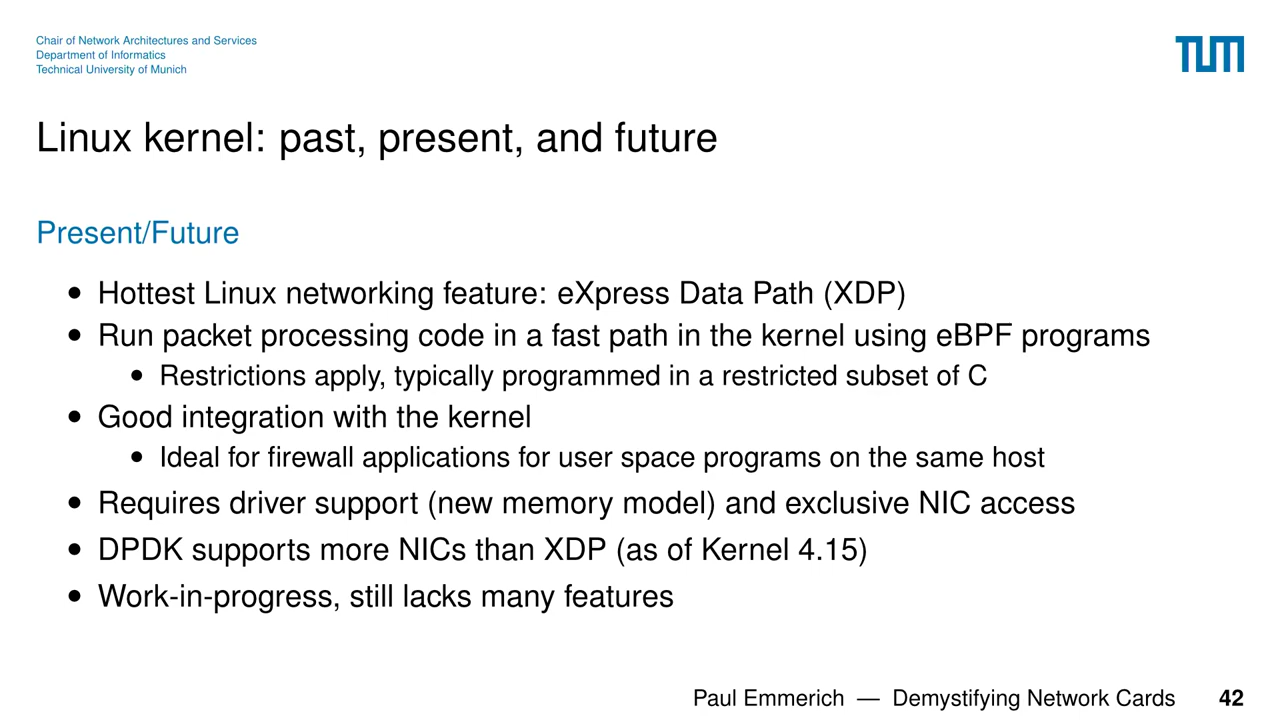 Chair of Network Architectures and Services
Department of Informatics
Technical University of Munich
TUM
Linux kernel: past, present, and future
Present/Future
• Hottest Linux networking feature: eXpress Data Path (XDP)
• Run packet processing code in a fast path in the kernel using eBPF programs
• Restrictions apply, typically programmed in a restricted subset of C
• Good integration with the kernel
• Ideal for firewall applications for user space programs on the same host
• Requires driver support (new memory model) and exclusive NIC access
• DPDK supports more NICs than XDP (as of Kernel 4.15)
• Work-in-progress, still lacks many features
Paul Emmerich — Demystifying Network Cards 42